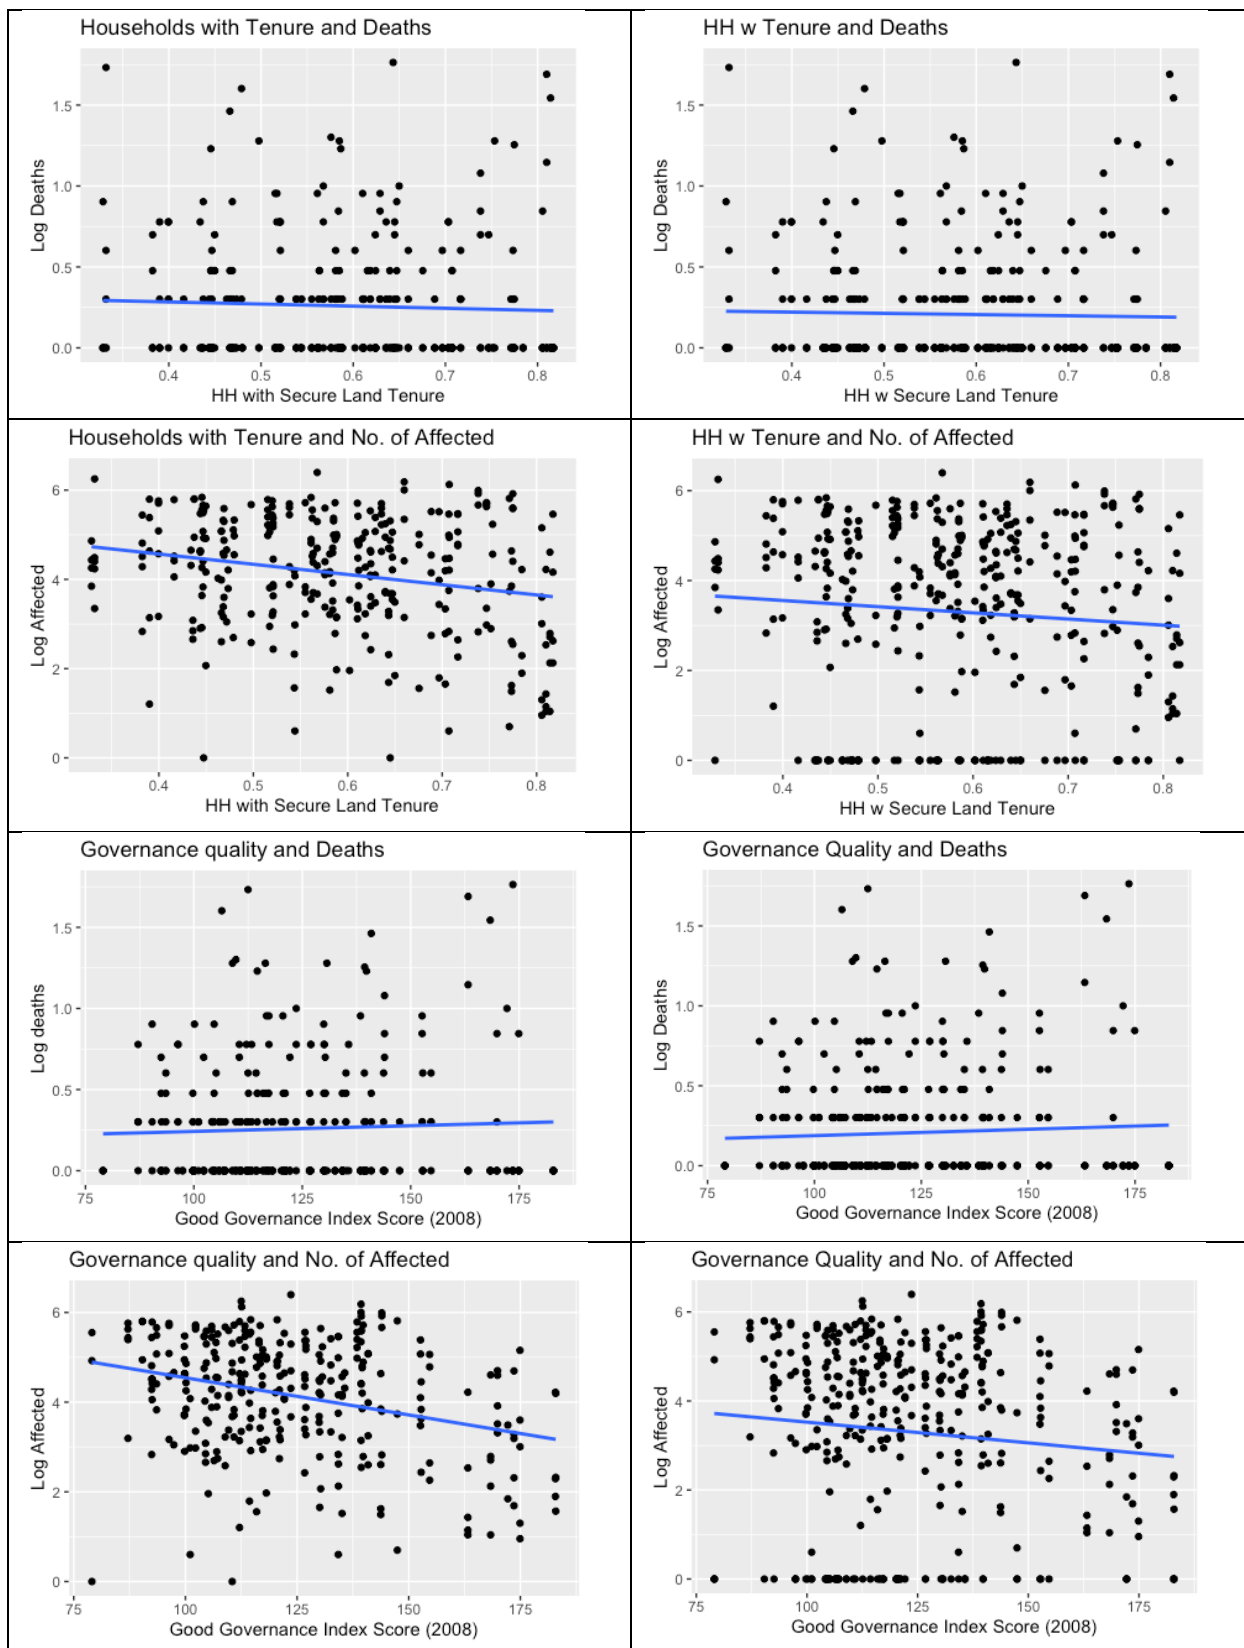 Households with Tenure and Deaths
Log Deaths
1.5
1.0
0.5
0.0
0.4 0.5 0.6 0.7 0.8
HH with Secure Land Tenure
HH w Tenure and Deaths
Log Deaths
1.5
1.0
0.5
0.0
0.4 0.5 0.6 0.7 0.8
HH w Secure Land Tenure
Households with Tenure and No. of Affected
Log Affected
6
4
2
0
0.4 0.5 0.6 0.7 0.8
HH with Secure Land Tenure
HH w Tenure and No. of Affected
Log Affected
6
4
2
0
0.4 0.5 0.6 0.7 0.8
HH w Secure Land Tenure
Governance quality and Deaths
Log deaths
1.5
1.0
0.5
0.0
75 100 125 150 175
Good Governance Index Score (2008)
Governance Quality and Deaths
Log Deaths
1.5
1.0
0.5
0.0
75 100 125 150 175
Good Governance Index Score (2008)
Governance quality and No. of Affected
Log Affected
6
4
2
0
75 100 125 150 175
Good Governance Index Score (2008)
Governance Quality and No. of Affected
Log Affected
6
4
2
0
75 100 125 150 175
Good Governance Index Score (2008)